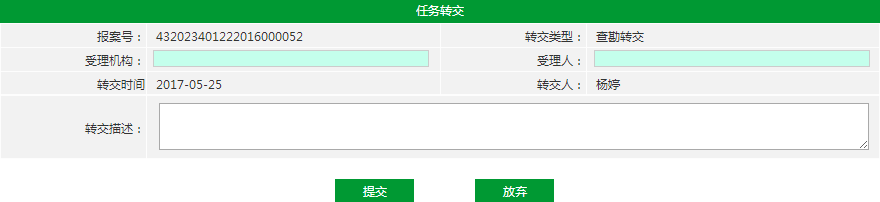 任务转交
报案号： 432023401222016000052 转交类型： 查勘转交
受理机构： 受理人：
转交时间 2017-05-25 转交人： 杨婷
转交描述：
提交 放弃